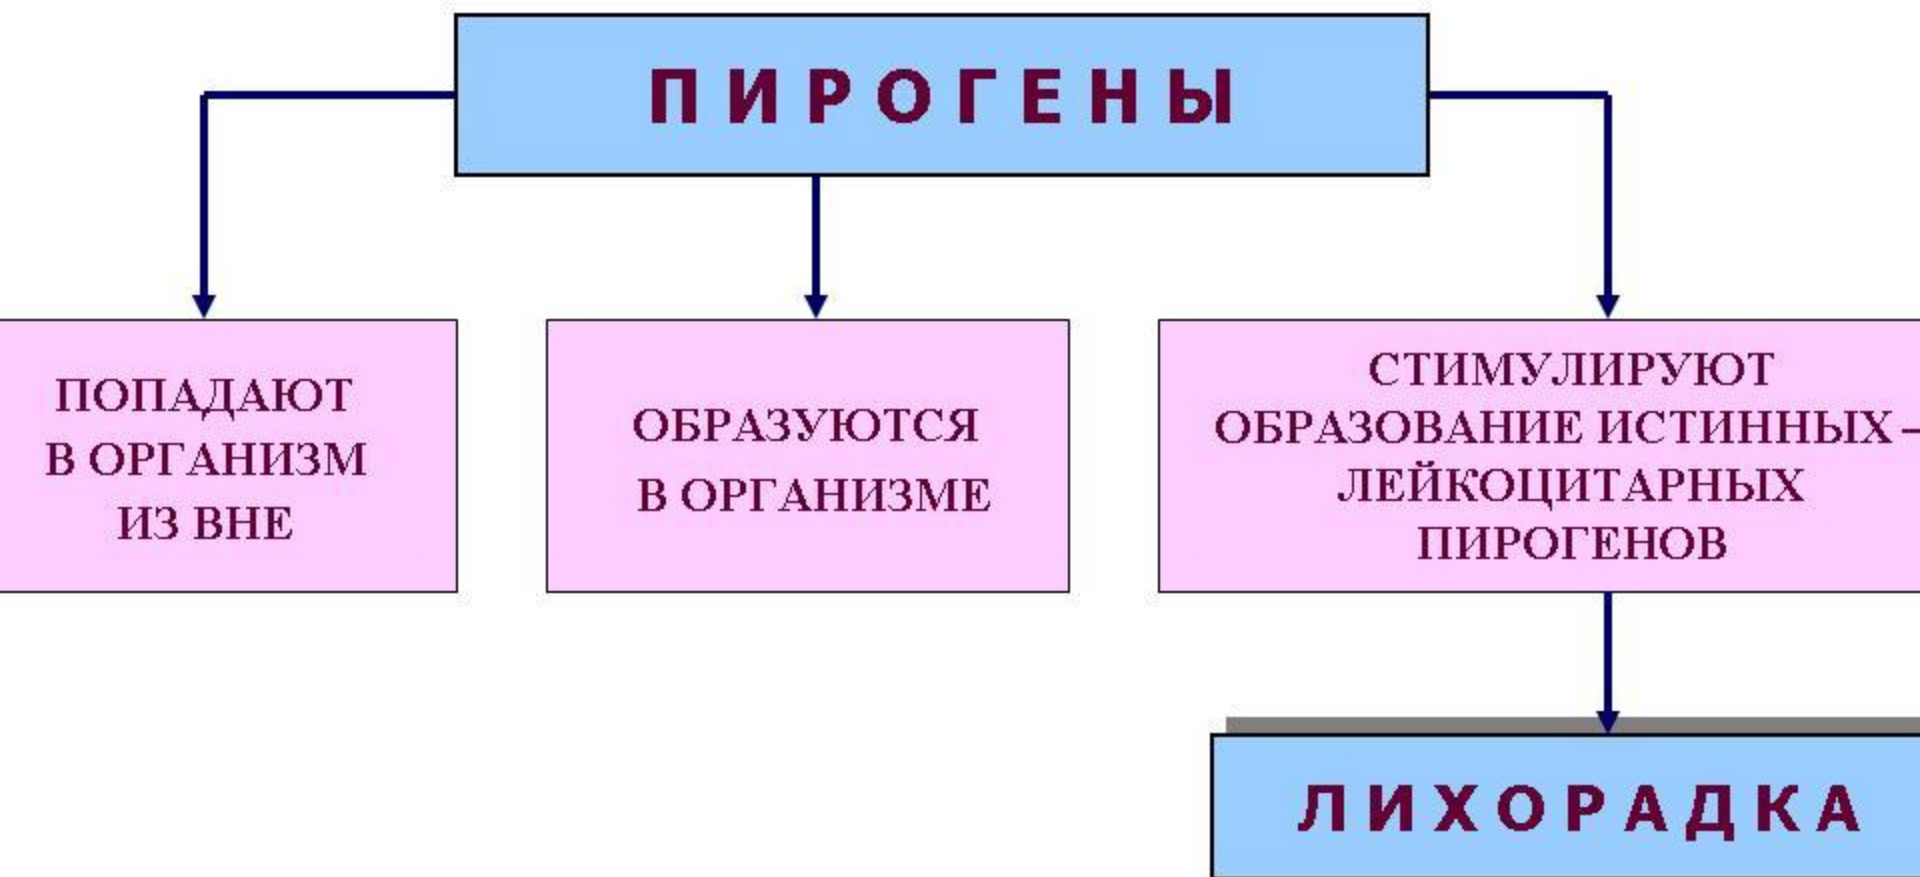 ПИРОГЕНЫ
ПОПАДАЮТ
В ОРГАНИЗМ
ИЗ ВНЕ
ОБРАЗУЮТСЯ
В ОРГАНИЗМЕ
СТИМУЛИРУЮТ
ОБРАЗОВАНИЕ ИСТИННЫХ –
ЛЕЙКОЦИТАРНЫХ
ПИРОГЕНОВ
ЛИХОРАДКА